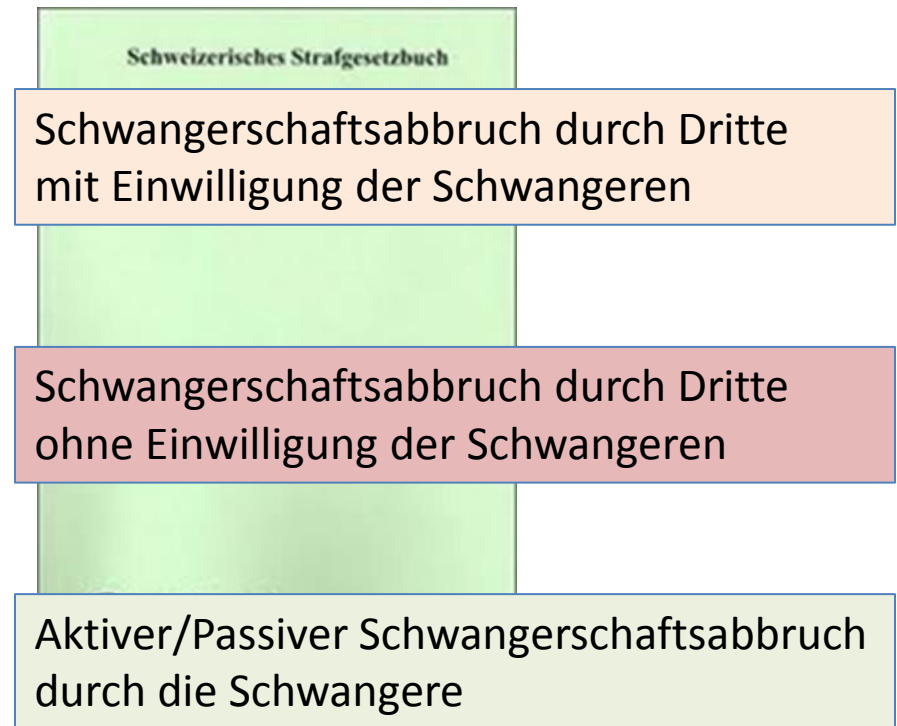 Schweizerisches Strafgesetzbuch
Schwangerschaftsabbruch durch Dritte
mit Einwilligung der Schwangeren
Schwangerschaftsabbruch durch Dritte
ohne Einwilligung der Schwangeren
Aktiver/Passiver Schwangerschaftsabbruch
durch die Schwangere